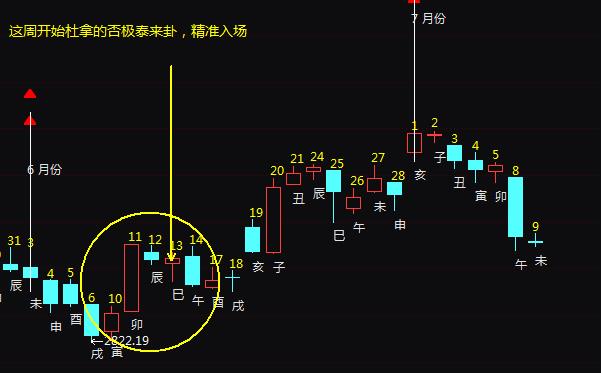 这周开始杜拿的否极泰来卦，精准入场
7 月份
6 月份
31
3
4
5
6
10
11
12
13
14
17
18
19
20
21
24
25
26
27
28
1
2
3
4
5
8
9
辰
未
申
酉
戌
寅
卯
辰
巳
午
酉
戌
亥
子
丑
辰
巳
午
未
申
亥
子
丑
寅
卯
午
未
2822.19